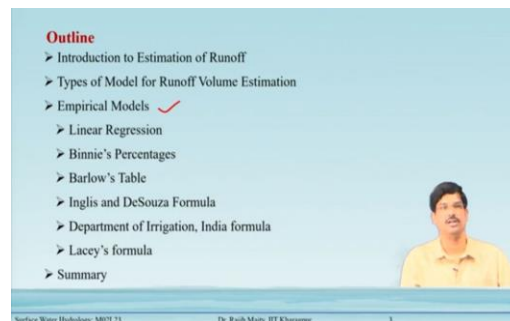 Outline
➤ Introduction to Estimation of Runoff
➤ Types of Model for Runoff Volume Estimation
➤ Empirical Models
➤ Linear Regression
➤ Binnie's Percentages
➤ Barlow's Table
➤ Inglis and DeSouza Formula
➤ Department of Irrigation, India formula
➤ Lacey's formula
➤ Summary
Surface Water Hydrology: M02L23 Dr. Rajib Maity, IIT Kharagpur 3